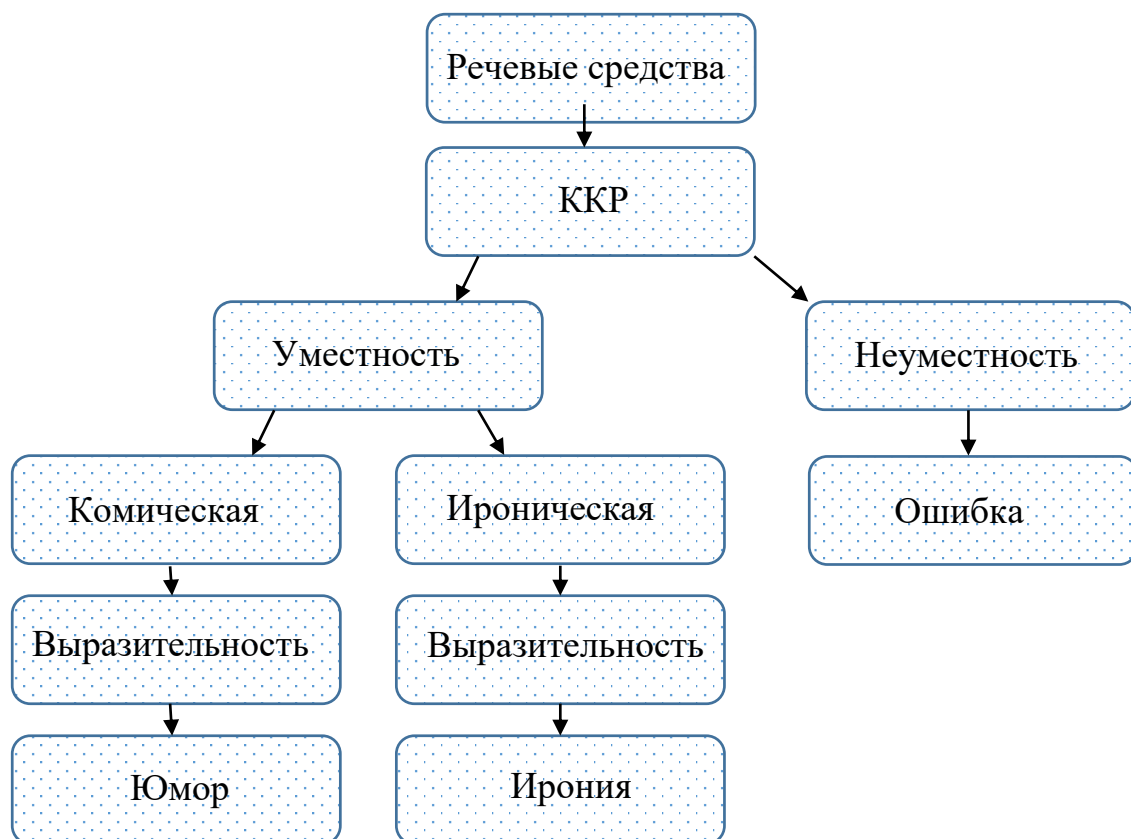 Речевые средства
ККР
Уместность
Неуместность
Комическая
Ироническая
Ошибка
Выразительность
Выразительность
Юмор
Ирония